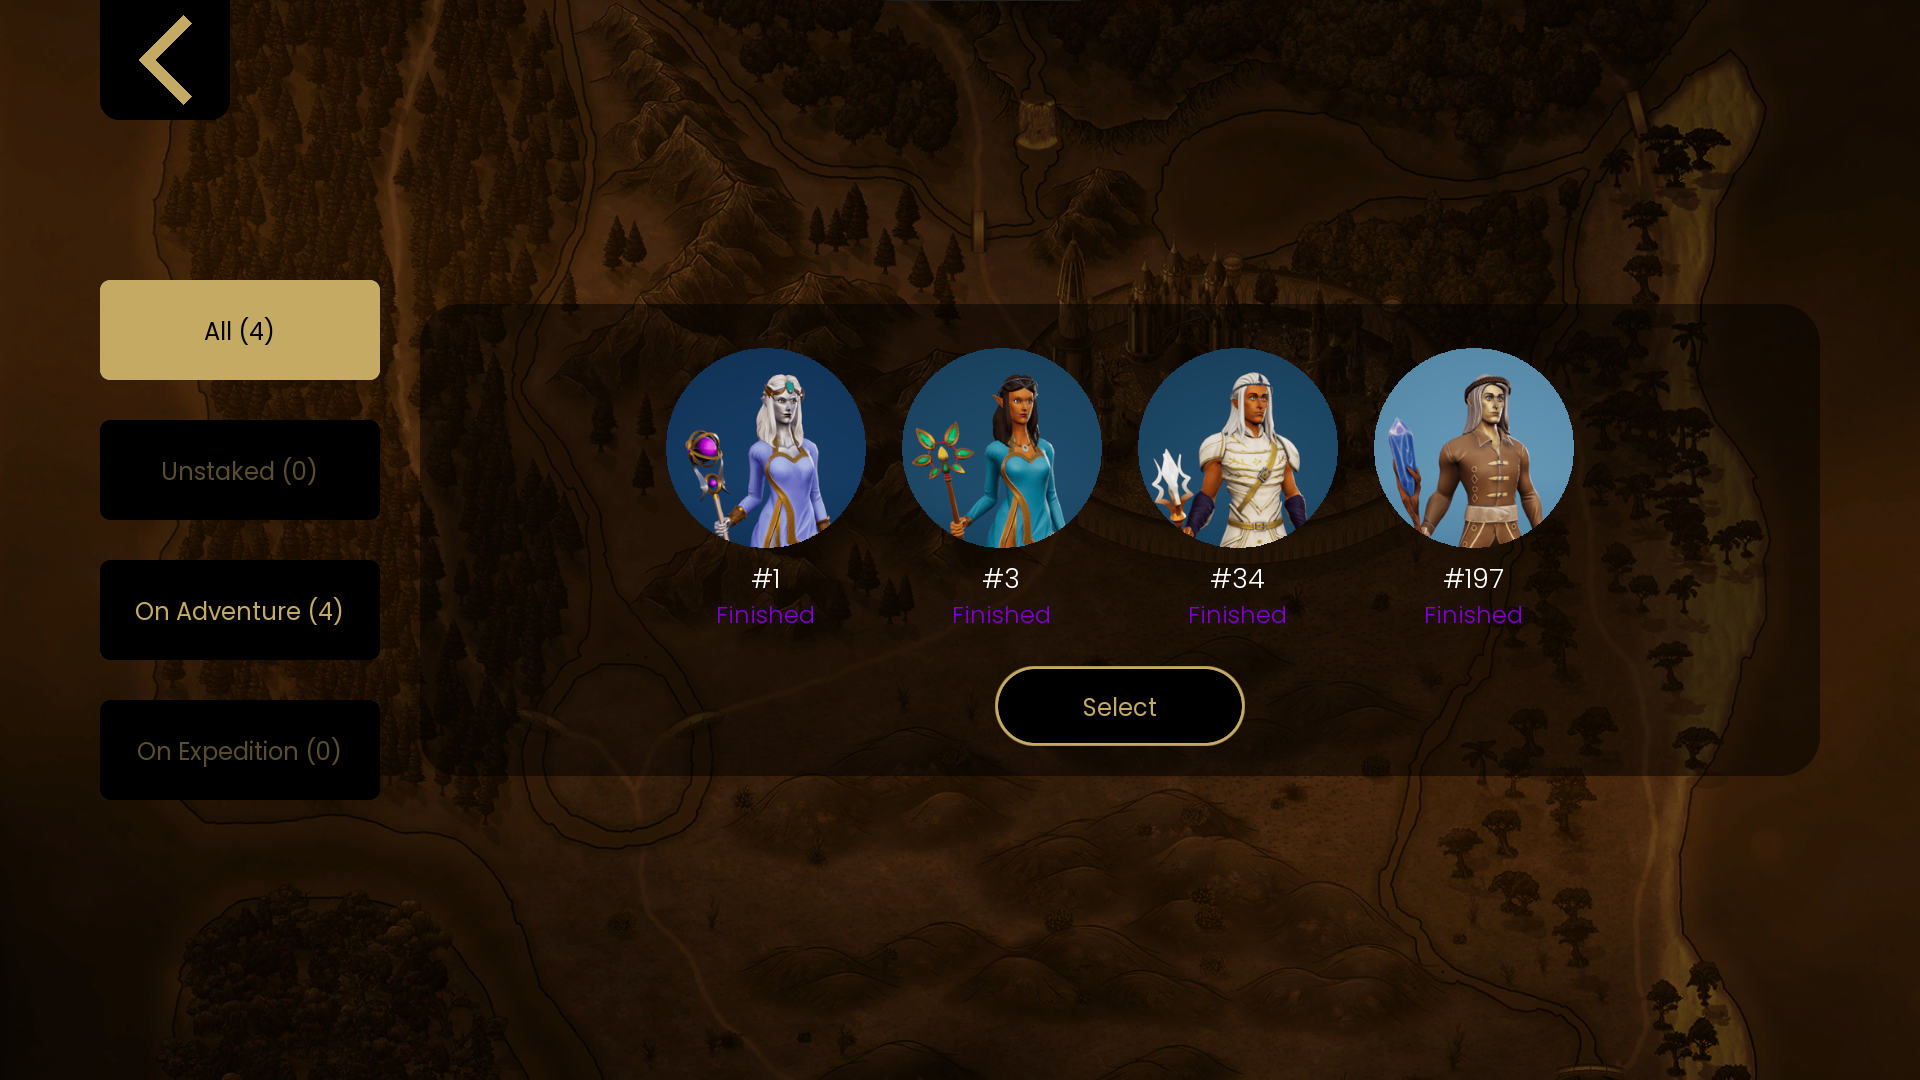 All (4)
Unstaked (0)
On Adventure (4)
On Expedition (0)
#1
Finished
#3
Finished
#34
Finished
#197
Finished
Select